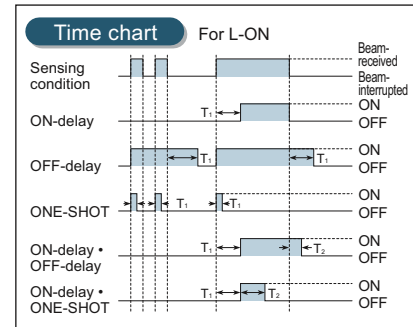 Time chart For L-ON
Sensing condition Beam-received
Beam-interrupted
ON-delay T₁ ON
OFF
OFF-delay T₁ T₁ ON
OFF
ONE-SHOT T₁ T₁ ON
OFF
ON-delay • OFF-delay T₁ T₂ ON
OFF
ON-delay • ONE-SHOT T₁ T₂ ON
OFF